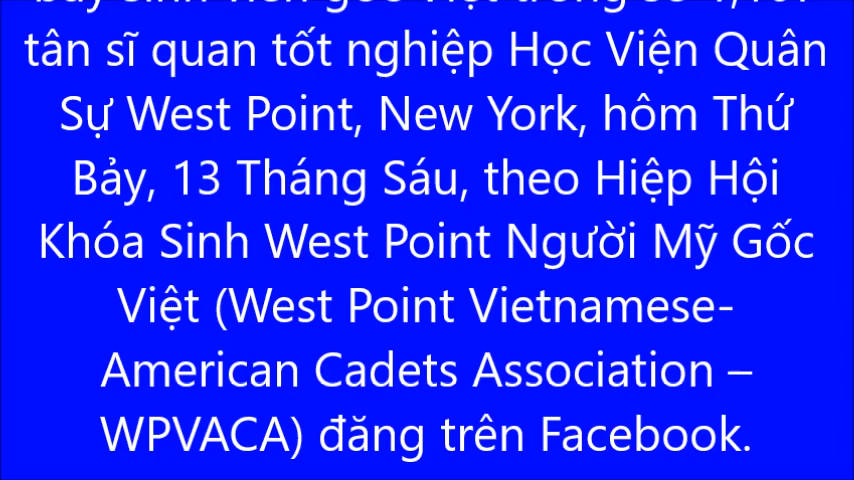 tân sĩ quan tốt nghiệp Học Viện Quân
Sự West Point, New York, hôm Thứ
Bảy, 13 Tháng Sáu, theo Hiệp Hội
Khóa Sinh West Point Người Mỹ Gốc
Việt (West Point Vietnamese-
American Cadets Association –
WPVACA) đăng trên Facebook.